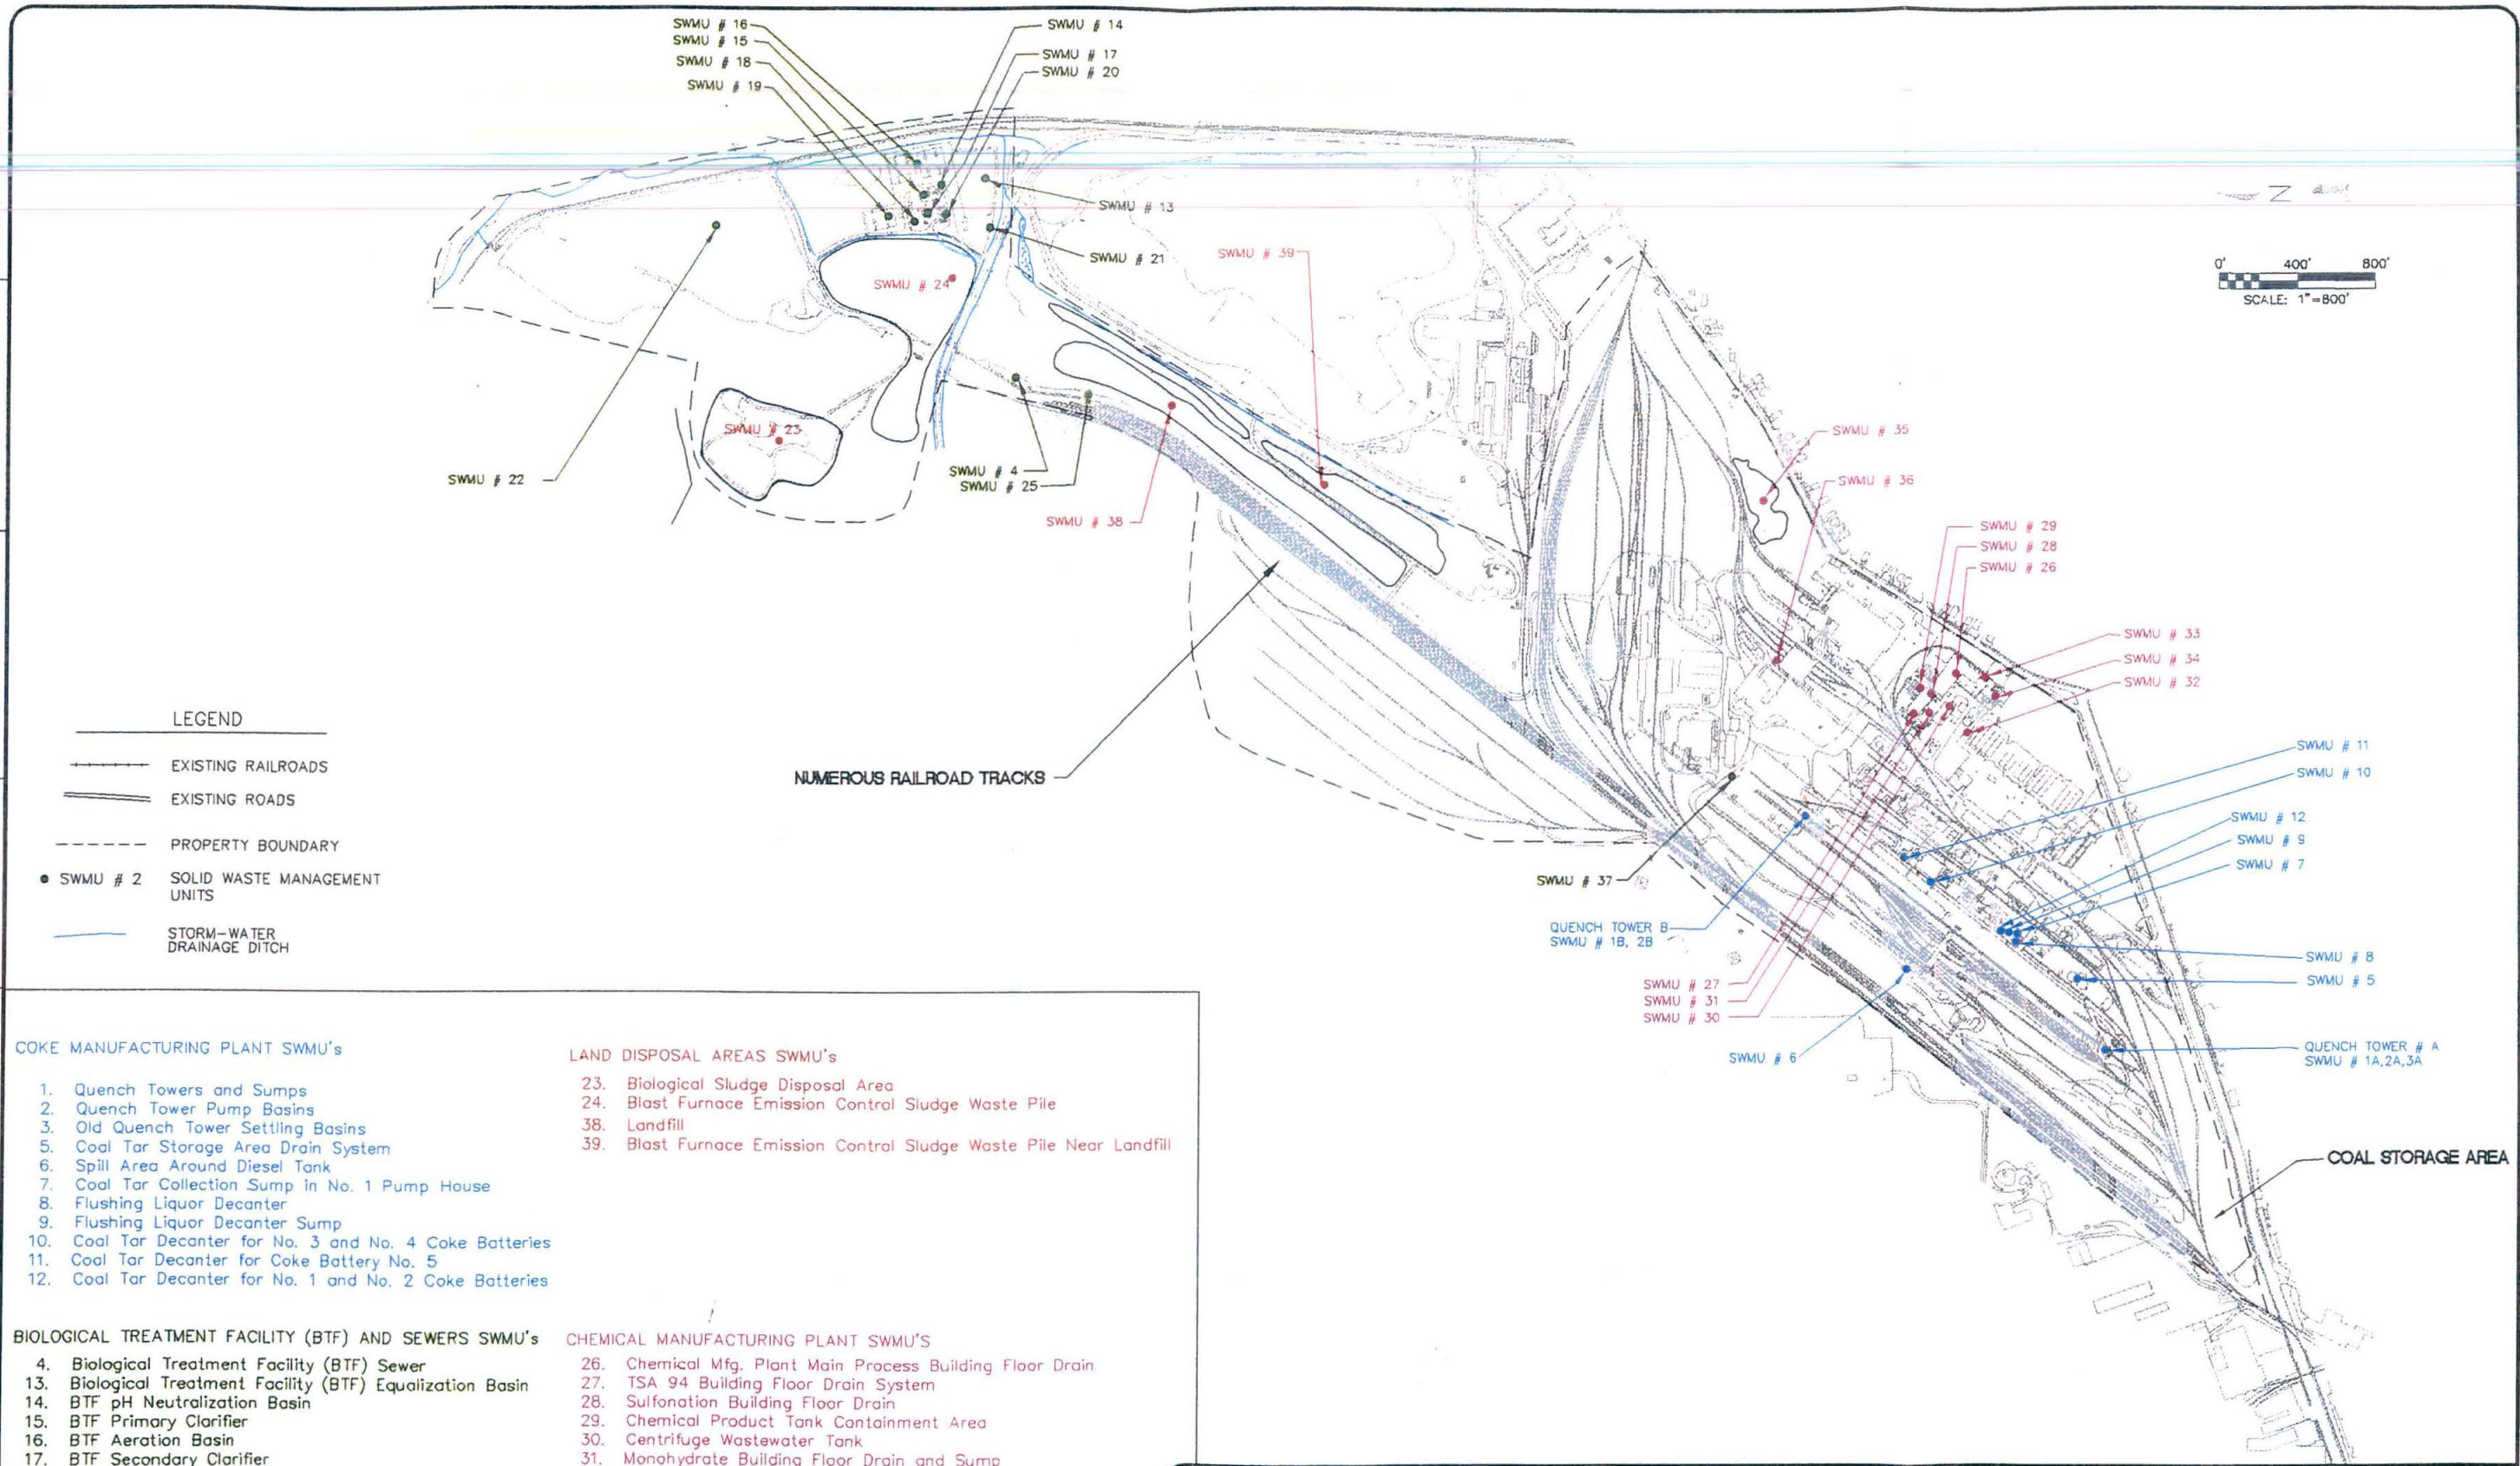 SWMU # 16
SWMU # 15
SWMU # 18
SWMU # 19
SWMU # 14
SWMU # 17
SWMU # 20
SWMU # 13
SWMU # 21
SWMU # 39
SWMU # 24
SWMU # 23
SWMU # 22
SWMU # 4
SWMU # 25
SWMU # 38
Z
0' 400' 800'
SCALE: 1"=800'
SWMU # 35
SWMU # 36
SWMU # 29
SWMU # 28
SWMU # 26
SWMU # 33
SWMU # 34
SWMU # 32
SWMU # 11
SWMU # 10
SWMU # 12
SWMU # 9
SWMU # 7
SWMU # 8
SWMU # 5
QUENCH TOWER # A
SWMU # 1A,2A,3A
COAL STORAGE AREA
NUMEROUS RAILROAD TRACKS
SWMU # 37
QUENCH TOWER B
SWMU # 1B, 2B
SWMU # 27
SWMU # 31
SWMU # 30
SWMU # 6
LEGEND
EXISTING RAILROADS
EXISTING ROADS
PROPERTY BOUNDARY
SWMU # 2 SOLID WASTE MANAGEMENT
UNITS
STORM-WATER
DRAINAGE DITCH
COKE MANUFACTURING PLANT SWMU's
1. Quench Towers and Sumps
2. Quench Tower Pump Basins
3. Old Quench Tower Settling Basins
5. Coal Tar Storage Area Drain System
6. Spill Area Around Diesel Tank
7. Coal Tar Collection Sump in No. 1 Pump House
8. Flushing Liquor Decanter
9. Flushing Liquor Decanter Sump
10. Coal Tar Decanter for No. 3 and No. 4 Coke Batteries
11. Coal Tar Decanter for Coke Battery No. 5
12. Coal Tar Decanter for No. 1 and No. 2 Coke Batteries
LAND DISPOSAL AREAS SWMU's
23. Biological Sludge Disposal Area
24. Blast Furnace Emission Control Sludge Waste Pile
38. Landfill
39. Blast Furnace Emission Control Sludge Waste Pile Near Landfill
BIOLOGICAL TREATMENT FACILITY (BTF) AND SEWERS SWMU's
4. Biological Treatment Facility (BTF) Sewer
13. Biological Treatment Facility (BTF) Equalization Basin
14. BTF pH Neutralization Basin
15. BTF Primary Clarifier
16. BTF Aeration Basin
17. BTF Secondary Clarifier
CHEMICAL MANUFACTURING PLANT SWMU'S
26. Chemical Mfg. Plant Main Process Building Floor Drain
27. TSA 94 Building Floor Drain System
28. Sulfonation Building Floor Drain
29. Chemical Product Tank Containment Area
30. Centrifuge Wastewater Tank
31. Monohydrate Building Floor Drain and Sump